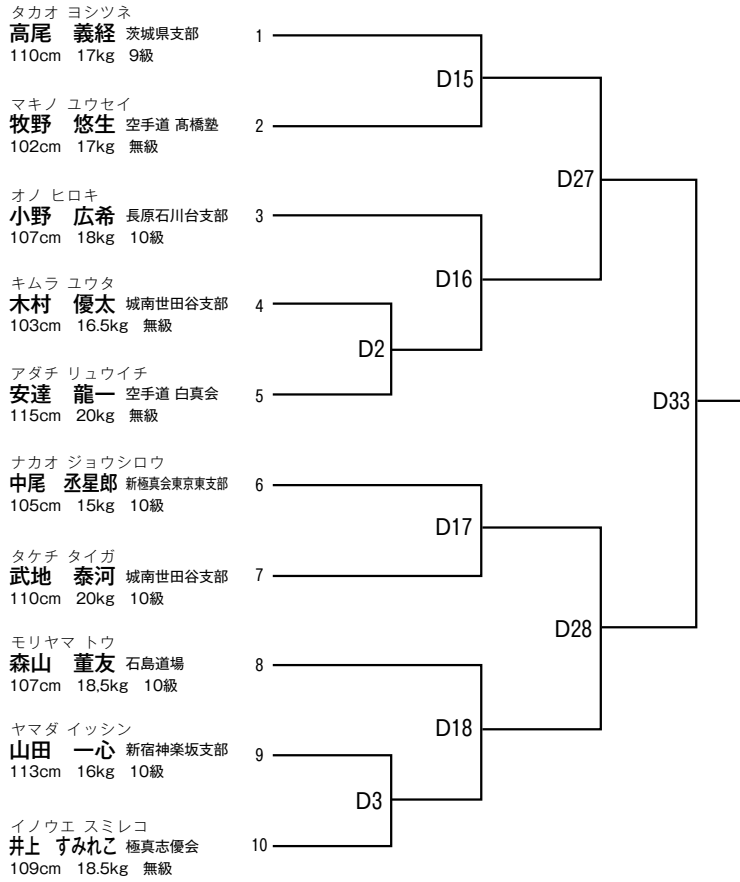 タカオ ヨシツネ
高尾　義経 茨城県支部 1
110cm 17kg 9級
D15
マキノ ユウセイ
牧野　悠生 空手道 髙橋塾 2
102cm 17kg 無級
D27
オノ ヒロキ
小野　広希 長原石川台支部 3
107cm 18kg 10級
D16
キムラ ユウタ
木村　優太 城南世田谷支部 4
103cm 16.5kg 無級
D2
アダチ リュウイチ
安達　龍一 空手道 白真会 5
115cm 20kg 無級
D33
ナカオ ジョウシロウ
中尾　丞星郎 新極真会東京東支部 6
105cm 15kg 10級
D17
タケチ タイガ
武地　泰河 城南世田谷支部 7
110cm 20kg 10級
D28
モリヤマ トウ
森山　董友 石島道場 8
107cm 18,5kg 10級
D18
ヤマダ イッシン
山田　一心 新宿神楽坂支部 9
113cm 16kg 10級
D3
イノウエ スミレコ
井上　すみれこ 極真志優会 10
109cm 18.5kg 無級